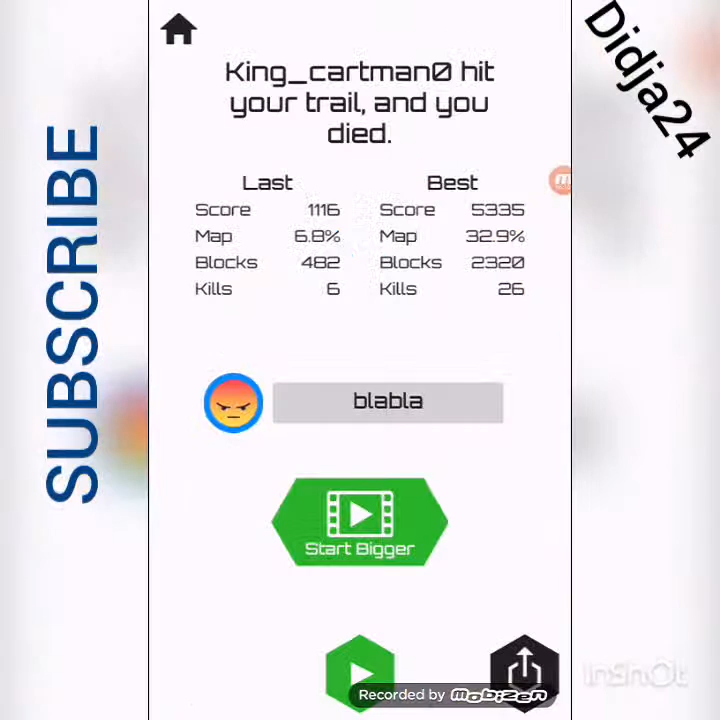 SUBSCRIBE
Didja24
King_cartman0 hit
your trail, and you
died.
Last
Score 1116
Map 6.8%
Blocks 482
Kills 6
Best
Score 5335
Map 32.9%
Blocks 2320
Kills 26
blabla
Start Bigger
Recorded by mobizen
InShOt